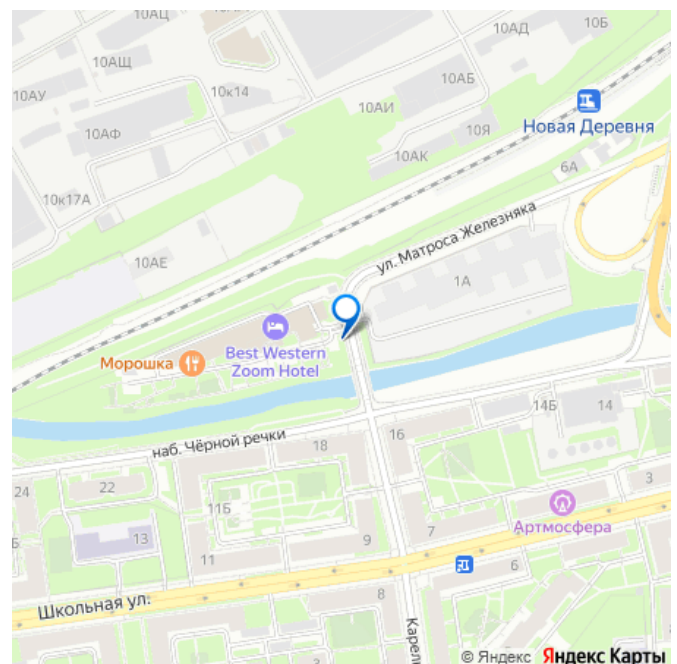 10АЦ
10АД
10Б
10АЩ
10к14
10АБ
10АУ
10АИ
10АФ
10Я
Новая Деревня
10АК
6А
10к17А
ул. Матроса Железняка
10АЕ
1А
Best Western
Zoom Hotel
Морошка
14Б
14
наб. Чёрной речки
18
16
24
22
11Б
3
Артмосфера
13
7
9
11
6
8
Школьная ул.
Карел
© Яндекс Яндекс Карты